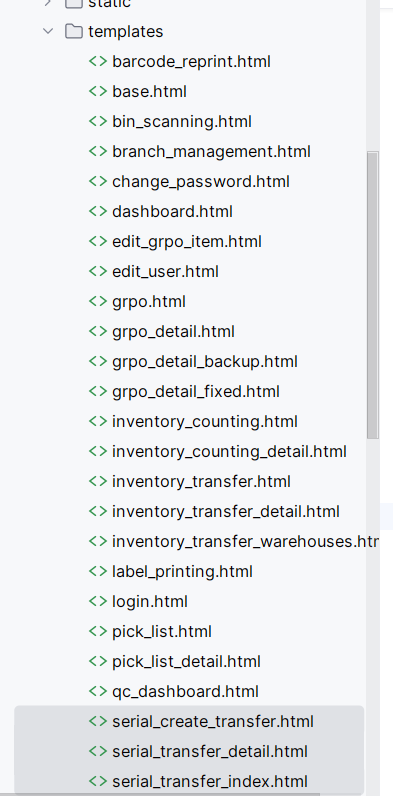 static
templates
barcode_reprint.html
base.html
bin_scanning.html
branch_management.html
change_password.html
dashboard.html
edit_grpo_item.html
edit_user.html
grpo.html
grpo_detail.html
grpo_detail_backup.html
grpo_detail_fixed.html
inventory_counting.html
inventory_counting_detail.html
inventory_transfer.html
inventory_transfer_detail.html
inventory_transfer_warehouses.htm
label_printing.html
login.html
pick_list.html
pick_list_detail.html
qc_dashboard.html
serial_create_transfer.html
serial_transfer_detail.html
serial_transfer_index.html